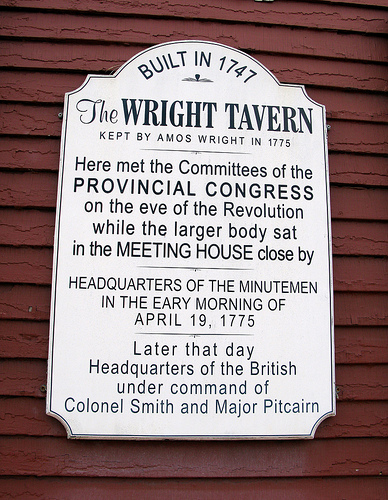 BUILT IN 1747
The WRIGHT TAVERN
KEPT BY AMOS WRIGHT IN 1775
Here met the Committees of the
PROVINCIAL CONGRESS
on the eve of the Revolution
while the larger body sat
in the MEETING HOUSE close by
HEADQUARTERS OF THE MINUTEMEN
IN THE EARY MORNING OF
APRIL 19, 1775
Later that day
Headquarters of the British
under command of
Colonel Smith and Major Pitcairn